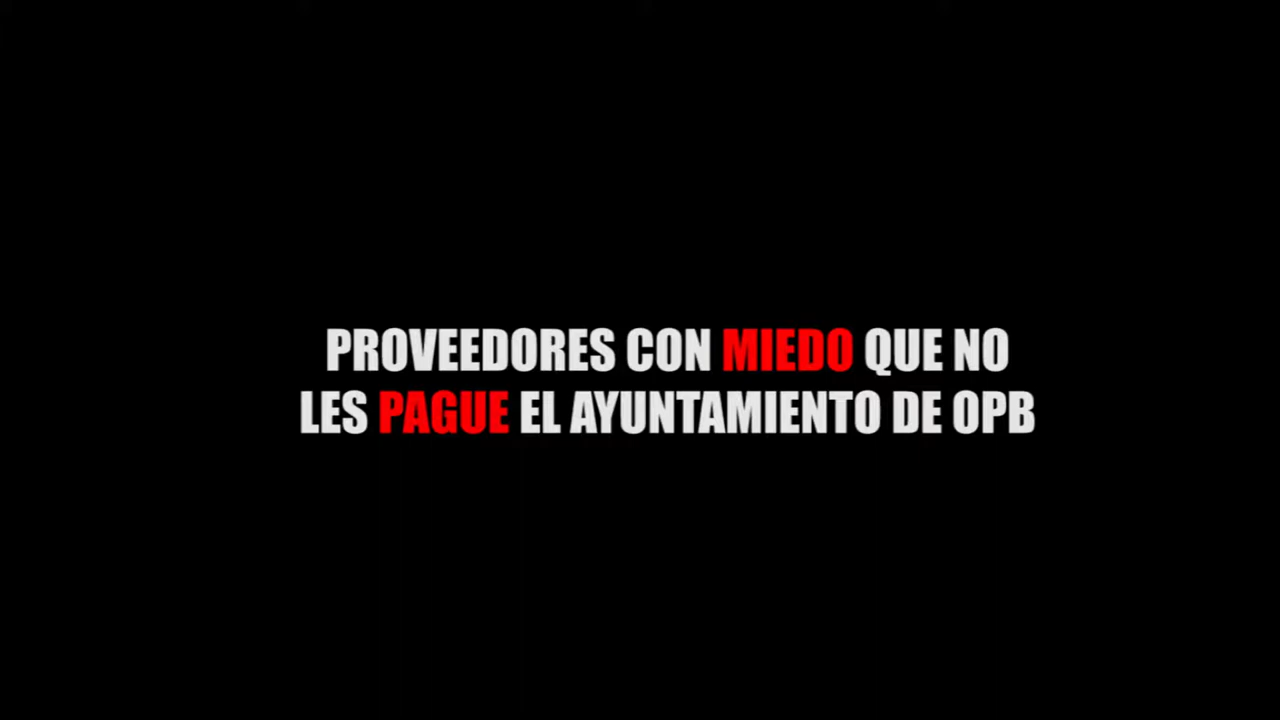 PROVEEDORES CON MIEDO QUE NO
LES PAGUE EL AYUNTAMIENTO DE OPB